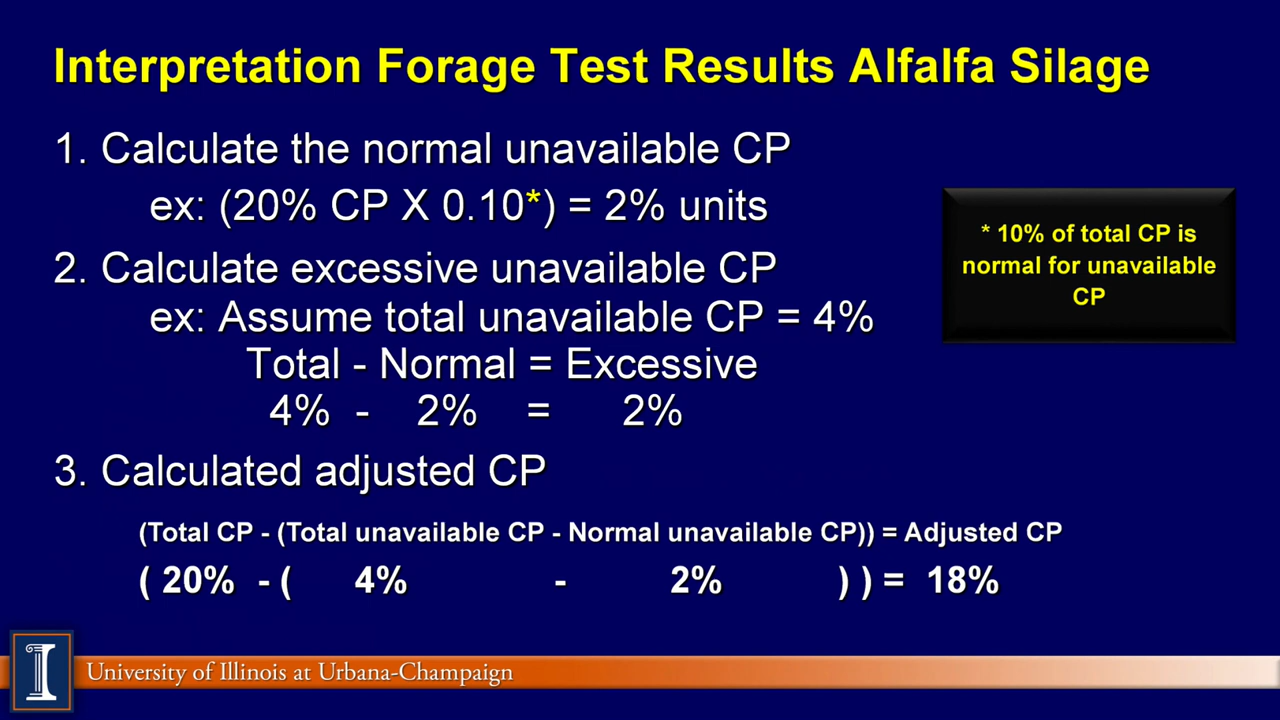 Interpretation Forage Test Results Alfalfa Silage
1. Calculate the normal unavailable CP
ex: (20% CP X 0.10*) = 2% units
* 10% of total CP is
normal for unavailable
CP
2. Calculate excessive unavailable CP
ex: Assume total unavailable CP = 4%
Total - Normal = Excessive
4% - 2% = 2%
3. Calculated adjusted CP
(Total CP - (Total unavailable CP - Normal unavailable CP)) = Adjusted CP
( 20% - ( 4% - 2% ) ) = 18%
I University of Illinois at Urbana-Champaign